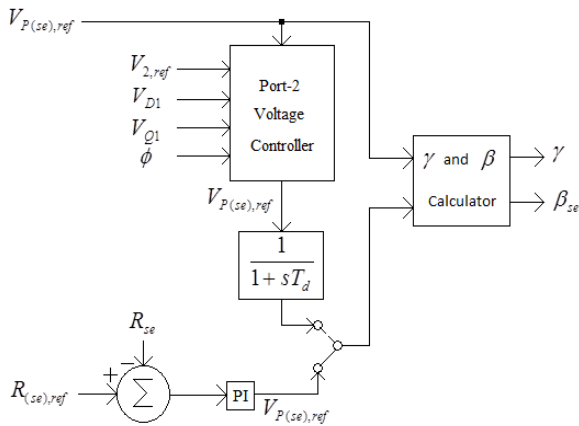 V_{P(se),ref}
V_{2,ref}
V_{D1}
V_{Q1}
ϕ
Port-2
Voltage
Controller
V_{P(se),ref}
γ and β
Calculator
γ
β_{se}
1
1 + sT_d
R_{se}
+
−
R_{(se),ref}
Σ
PI
V_{P(se),ref}